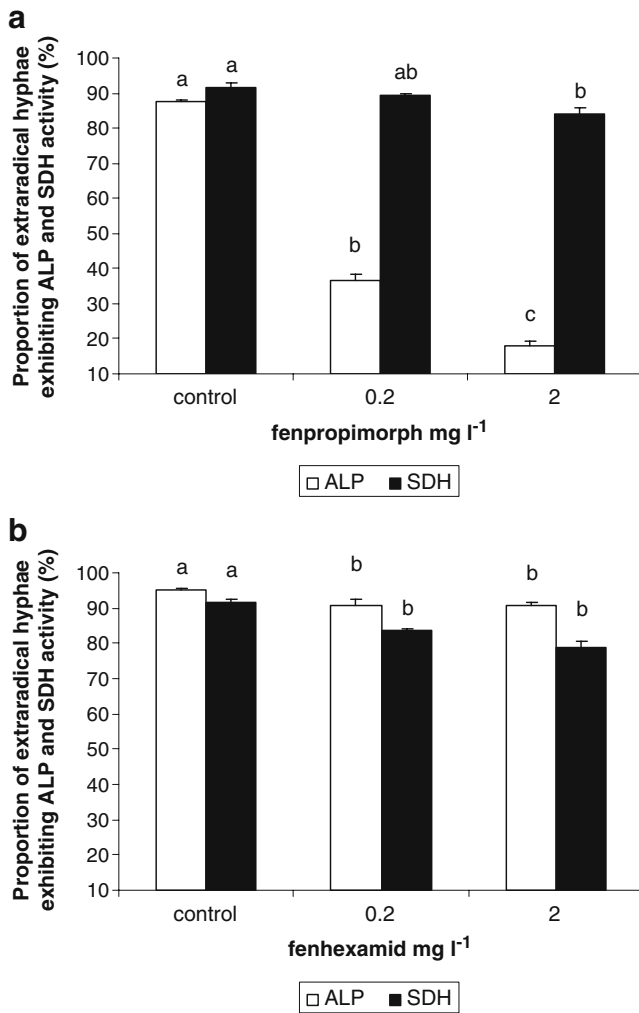 a
Proportion of extraradical hyphae
exhibiting ALP and SDH activity (%)
100
90
80
70
60
50
40
30
20
10
a
a
b
ab
c
b
control
0.2
2
fenpropimorph mg l⁻¹
ALP
SDH
b
Proportion of extraradical hyphae
exhibiting ALP and SDH activity (%)
100
90
80
70
60
50
40
30
20
10
a
a
b
b
b
b
control
0.2
2
fenhexamid mg l⁻¹
ALP
SDH